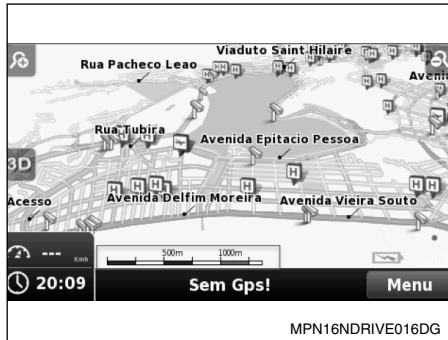 Viaduto Saint Hilaire
Rua Pacheco Leao
Aveni
Rua Tubira
Avenida Epitacio Pessoa
3D
Acesso
Avenida Delfim Moreira
Avenida Vieira Souto
--- Kmh
500m 1000m
20:09
Sem Gps!
Menu
MPN16NDRIVE016DG